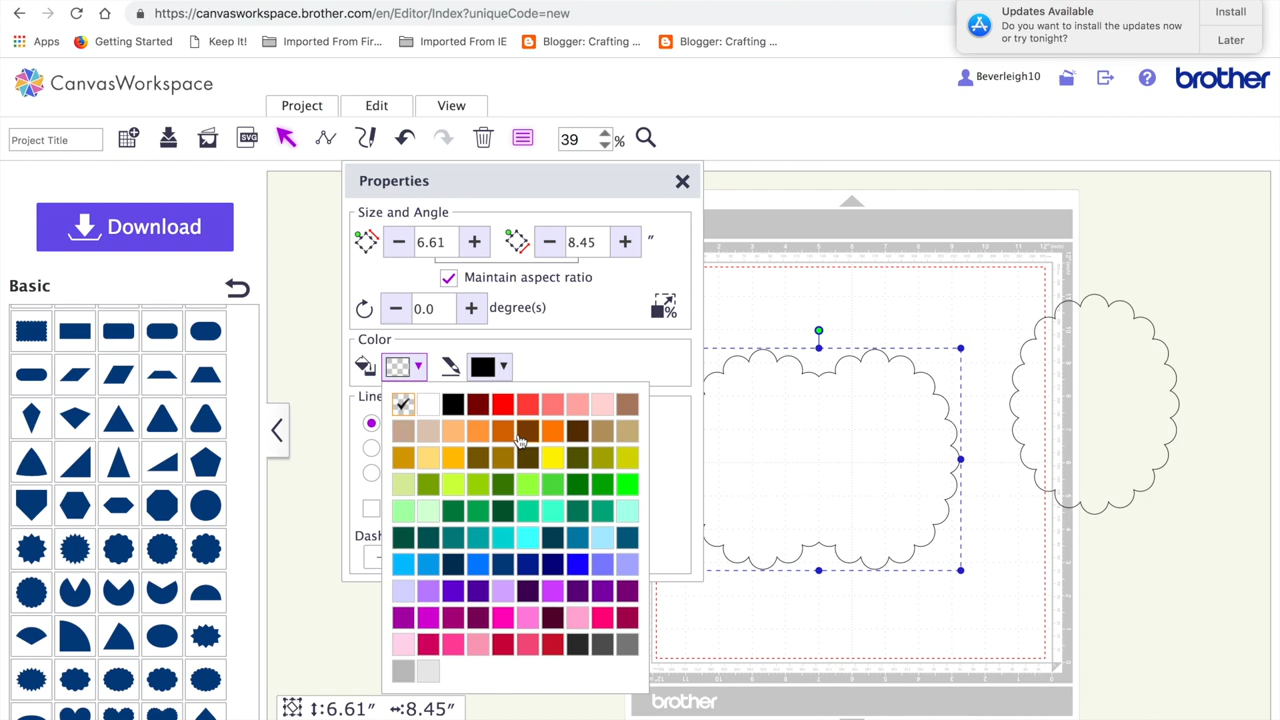 https://canvasworkspace.brother.com/en/Editor/Index?uniqueCode=new
Updates Available
Do you want to install the updates now
or try tonight?
Install
Later
Apps
Getting Started
Keep It!
Imported From Fir...
Imported From IE
Blogger: Crafting ...
Blogger: Crafting ...
CanvasWorkspace
Beverleigh10
brother
Project
Edit
View
Project Title
SVG
39
%
Download
Basic
Properties
Size and Angle
6.61
8.45
"
Maintain aspect ratio
0.0
degree(s)
%
Color
Line
Dash
↕:6.61" ↔:8.45"
brother